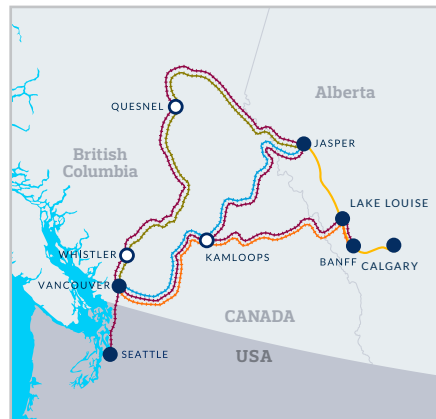 QUESNEL
Alberta
JASPER
British
Columbia
LAKE LOUISE
WHISTLER
KAMLOOPS
BANFF
CALGARY
VANCOUVER
CANADA
SEATTLE
USA